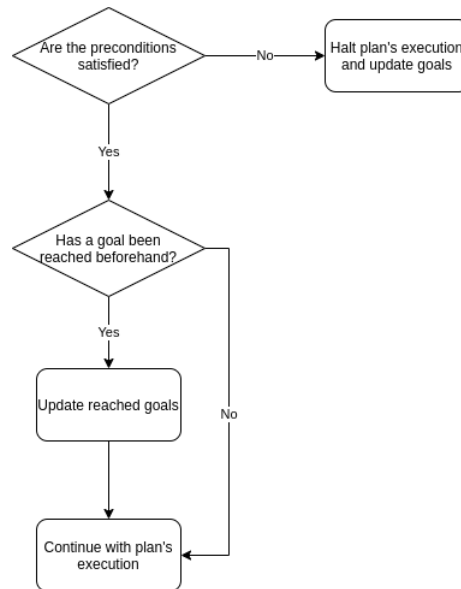 Are the preconditions
satisfied?
No
Halt plan's execution
and update goals
Yes
Has a goal been
reached beforehand?
Yes
Update reached goals
No
Continue with plan's
execution